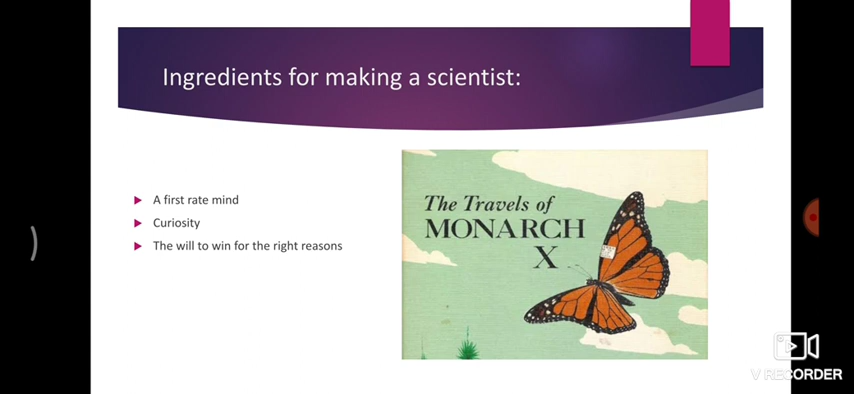 Ingredients for making a scientist:
A first rate mind
Curiosity
The will to win for the right reasons
The Travels of
MONARCH
X
V RECORDER